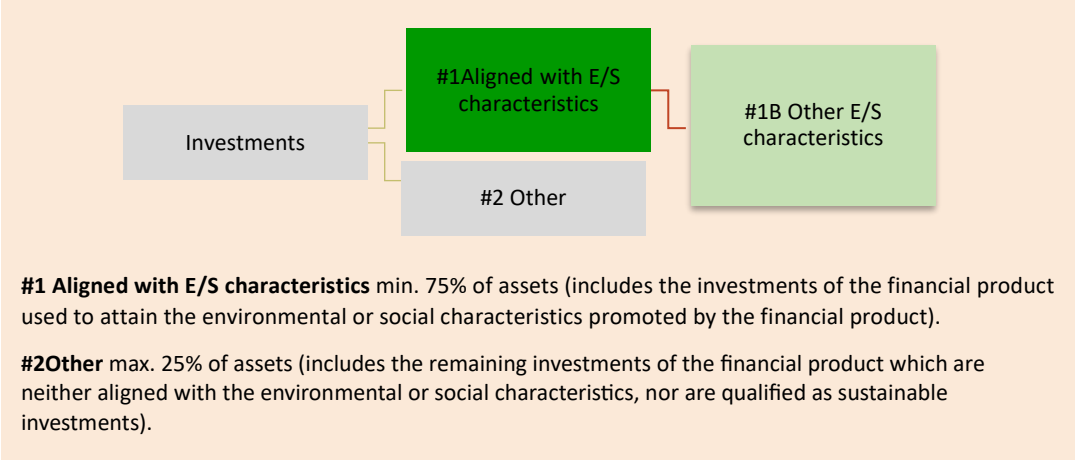 #1Aligned with E/S
characteristics
#1B Other E/S
characteristics
Investments
#2 Other
#1 Aligned with E/S characteristics min. 75% of assets (includes the investments of the financial product
used to attain the environmental or social characteristics promoted by the financial product).
#2Other max. 25% of assets (includes the remaining investments of the financial product which are
neither aligned with the environmental or social characteristics, nor are qualified as sustainable
investments).